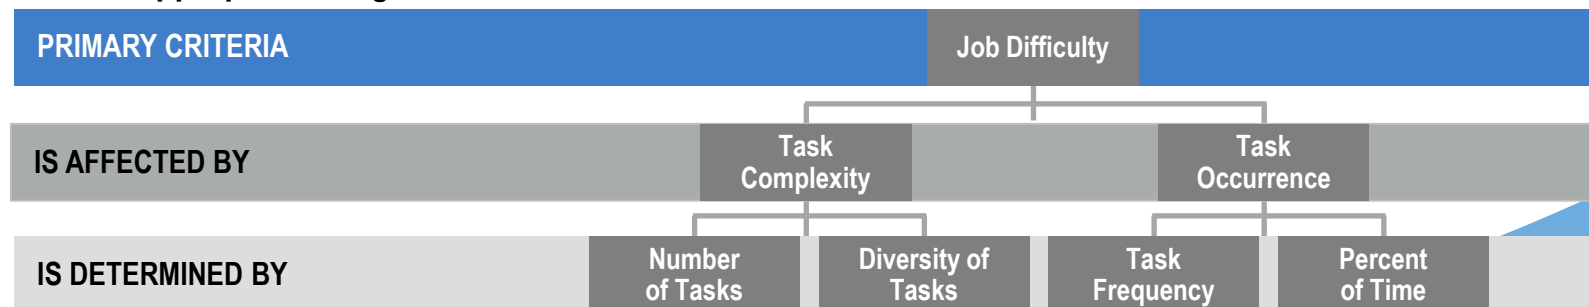 PRIMARY CRITERIA
Job Difficulty
IS AFFECTED BY
Task
Complexity
Task
Occurrence
IS DETERMINED BY
Number
of Tasks
Diversity of
Tasks
Task
Frequency
Percent
of Time